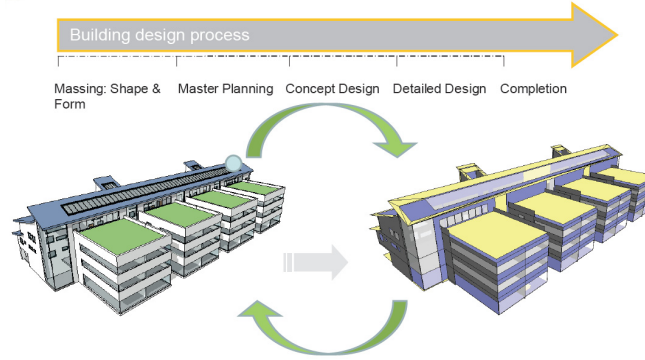 Building design process
Massing: Shape & Master Planning Concept Design Detailed Design Completion
Form